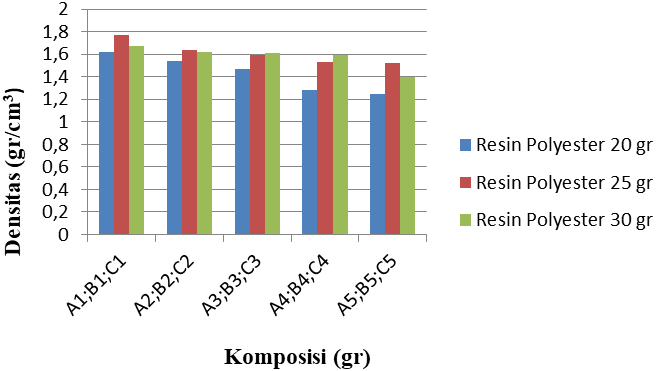 2
1,8
1,6
1,4
1,2
1
0,8
0,6
0,4
0,2
0
Densitas (gr/cm³)
A1;B1;C1
A2;B2;C2
A3;B3;C3
A4;B4;C4
A5;B5;C5
Komposisi (gr)
Resin Polyester 20 gr
Resin Polyester 25 gr
Resin Polyester 30 gr